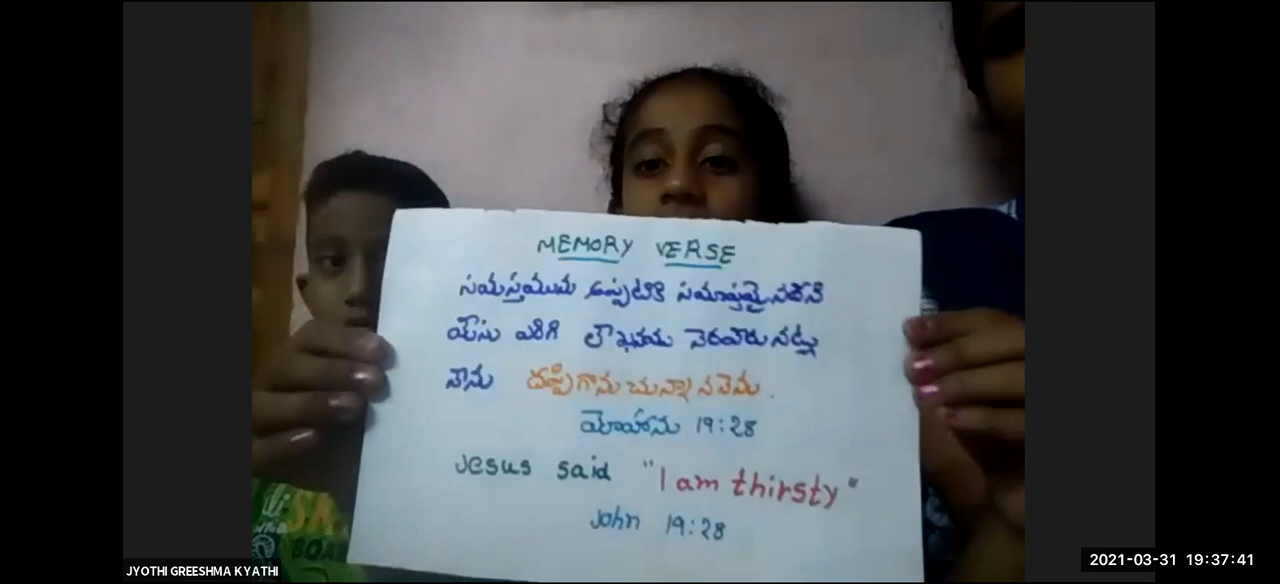 MEMORY VERSE
సమస్తమును అప్పటికి సమాప్తమైనదని
యేసు ఎరిగి లేఖనము నెరవేరునట్లు
నేను దప్పిగొను చున్నాననెను.
యోహాను 19:28
Jesus said "I am thirsty"
John 19:28
JYOTHI GREESHMA KYATHI
2021-03-31 19:37:41